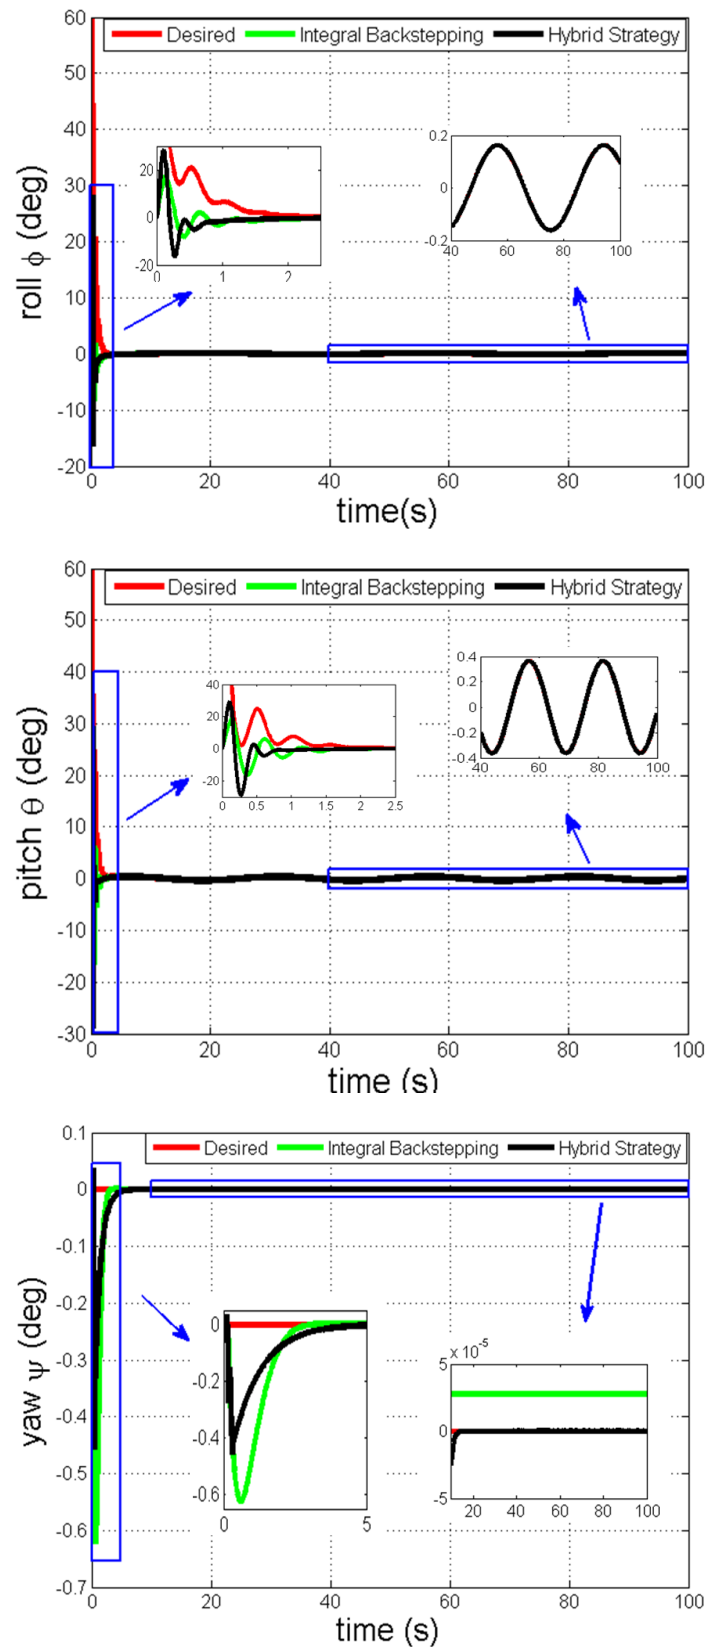 Desired Integral Backstepping Hybrid Strategy
60
50
40
30
20
10
0
-10
-20
roll ϕ (deg)
20
0
-20
0 1 2
0.2
0
-0.2
40 60 80 100
0 20 40 60 80 100
time(s)
Desired Integral Backstepping Hybrid Strategy
60
50
40
30
20
10
0
-10
-20
-30
pitch θ (deg)
40
20
0
-20
0 0.5 1 1.5 2 2.5
0.4
0.2
0
-0.2
-0.4
40 60 80 100
0 20 40 60 80 100
time (s)
Desired Integral Backstepping Hybrid Strategy
0.1
0
-0.1
-0.2
-0.3
-0.4
-0.5
-0.6
-0.7
yaw ψ (deg)
0
-0.2
-0.4
-0.6
0 5
x 10⁻⁵
5
0
-5
20 40 60 80 100
0 20 40 60 80 100
time (s)